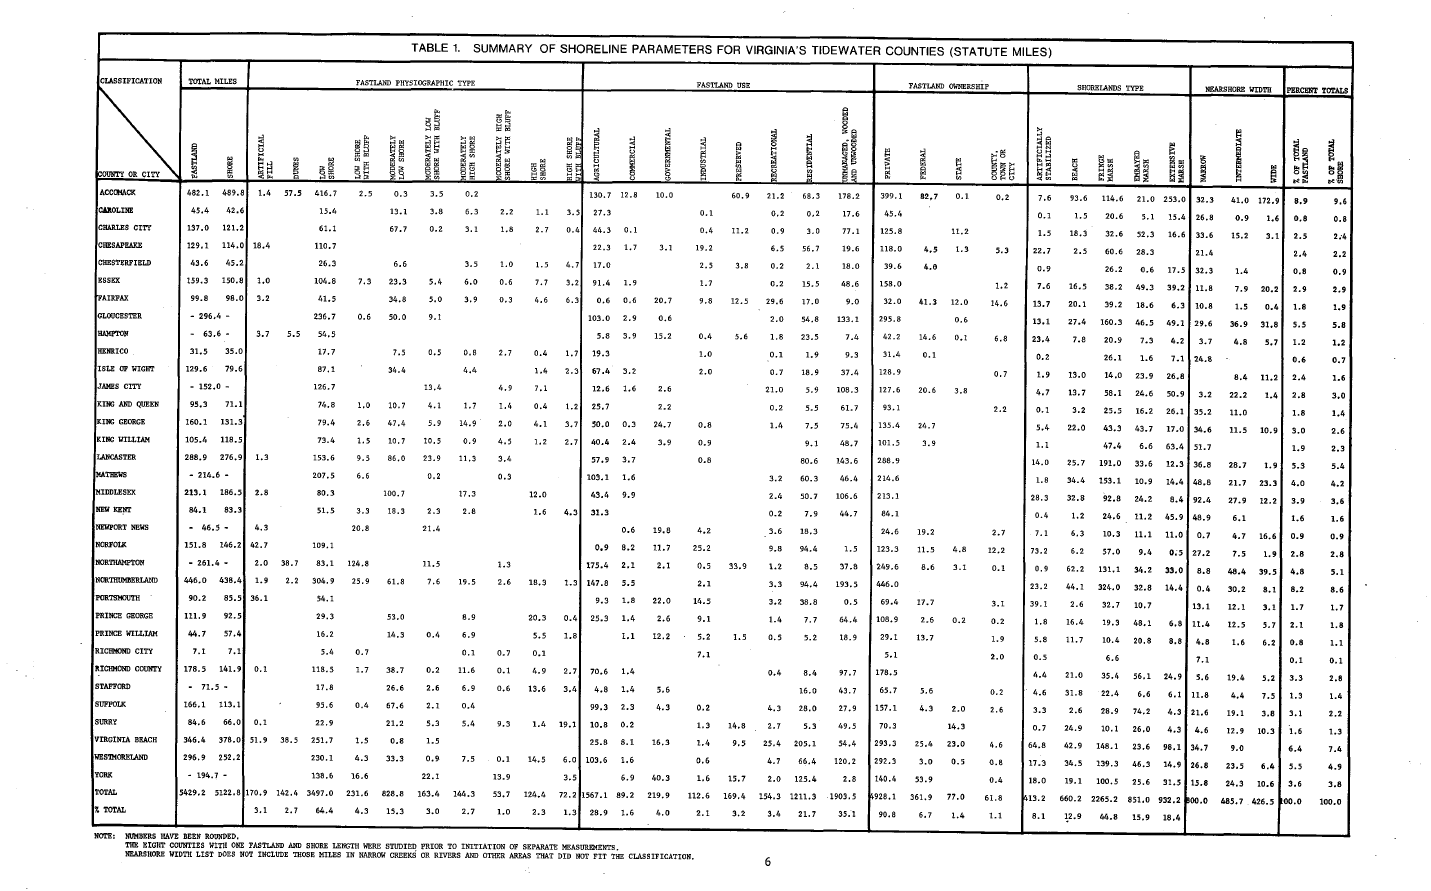 TABLE 1. SUMMARY OF SHORELINE PARAMETERS FOR VIRGINIA'S TIDEWATER COUNTIES (STATUTE MILES)
CLASSIFICATION TOTAL MILES FASTLAND PHYSIOGRAPHIC TYPE FASTLAND USE FASTLAND OWNERSHIP SHORELANDS TYPE NEARSHORE WIDTH PERCENT TOTALS
COUNTY OR CITY FASTLAND SHORE ARTIFICIAL FILL DUNES LOW SHORE LOW SHORE WITH BLUFF MODERATELY LOW SHORE MODERATELY LOW SHORE WITH BLUFF MODERATELY HIGH SHORE MODERATELY HIGH SHORE WITH BLUFF HIGH SHORE HIGH SHORE WITH BLUFF AGRICULTURAL COMMERCIAL GOVERNMENTAL INDUSTRIAL PRESERVED RECREATIONAL RESIDENTIAL UNMANAGED, WOODED AND UNWOODED PRIVATE FEDERAL STATE COUNTY, TOWN OR CITY ARTIFICIALLY STABILIZED BEACH FRINGE MARSH EMBAYED MARSH EXTENSIVE MARSH NARROW INTERMEDIATE WIDE % OF TOTAL FASTLAND % OF TOTAL SHORE
ACCOMACK 482.1 489.8 1.4 57.5 416.7 2.5 0.3 3.5 0.2 130.7 12.8 10.0 60.9 21.2 68.3 178.2 399.1 82.7 0.1 0.2 7.6 93.6 114.6 21.0 253.0 32.3 41.0 172.9 8.9 9.6
CAROLINE 45.4 42.6 15.4 13.1 3.8 6.3 2.2 1.1 3.5 27.3 0.1 0.2 0.2 17.6 45.4 0.1 1.5 20.6 5.1 15.4 26.8 0.9 1.6 0.8 0.8
CHARLES CITY 137.0 121.2 61.1 67.7 0.2 3.1 1.8 2.7 0.4 44.3 0.1 0.4 11.2 0.9 3.0 77.1 125.8 11.2 1.5 18.3 32.6 52.3 16.6 33.6 15.2 3.1 2.5 2.4
CHESAPEAKE 129.1 114.0 18.4 110.7 22.3 1.7 3.1 19.2 6.5 56.7 19.6 118.0 4.5 1.3 5.3 22.7 2.5 60.6 28.3 21.4 2.4 2.2
CHESTERFIELD 43.6 45.2 26.3 6.6 3.5 1.0 1.5 4.7 17.0 2.5 3.8 0.2 2.1 18.0 39.6 4.0 0.9 26.2 0.6 17.5 32.3 1.4 0.8 0.9
ESSEX 159.3 150.8 1.0 104.8 7.3 23.3 5.4 6.0 0.6 7.7 3.2 91.4 1.9 1.7 0.2 15.5 48.6 158.0 1.2 7.6 16.5 38.2 49.3 39.2 11.8 7.9 20.2 2.9 2.9
FAIRFAX 99.8 98.0 3.2 41.5 34.8 5.0 3.9 0.3 4.6 6.3 0.6 0.6 20.7 9.8 12.5 29.6 17.0 9.0 32.0 41.3 12.0 14.6 13.7 20.1 39.2 18.6 6.3 10.8 1.5 0.4 1.8 1.9
GLOUCESTER - 296.4 - 236.7 0.6 50.0 9.1 103.0 2.9 0.6 2.0 54.8 133.1 295.8 0.6 13.1 27.4 160.3 46.5 49.1 29.6 36.9 31.8 5.5 5.8
HAMPTON - 63.6 - 3.7 5.5 54.5 5.8 3.9 15.2 0.4 5.6 1.8 23.5 7.4 42.2 14.6 0.1 6.8 23.4 7.8 20.9 7.3 4.2 3.7 4.8 5.7 1.2 1.2
HENRICO 31.5 35.0 17.7 7.5 0.5 0.8 2.7 0.4 1.7 19.3 1.0 0.1 1.9 9.3 31.4 0.1 0.2 26.1 1.6 7.1 24.8 0.6 0.7
ISLE OF WIGHT 129.6 79.6 87.1 34.4 4.4 1.4 2.3 67.4 3.2 2.0 0.7 18.9 37.4 128.9 0.7 1.9 13.0 14.0 23.9 26.8 8.4 11.2 2.4 1.6
JAMES CITY - 152.0 - 126.7 13.4 4.9 7.1 12.6 1.6 2.6 21.0 5.9 108.3 127.6 20.6 3.8 4.7 13.7 58.1 24.6 50.9 3.2 22.2 1.4 2.8 3.0
KING AND QUEEN 95.3 71.1 74.8 1.0 10.7 4.1 1.7 1.4 0.4 1.2 25.7 2.2 0.2 5.5 61.7 93.1 2.2 0.1 3.2 25.5 16.2 26.1 35.2 11.0 1.8 1.4
KING GEORGE 160.1 131.3 79.4 2.6 47.4 5.9 14.9 2.0 4.1 3.7 50.0 0.3 24.7 0.8 1.4 7.5 75.4 135.4 24.7 5.4 22.0 43.3 43.7 17.0 34.6 11.5 10.9 3.0 2.6
KING WILLIAM 105.4 118.5 73.4 1.5 10.7 10.5 0.9 4.5 1.2 2.7 40.4 2.4 3.9 0.9 9.1 48.7 101.5 3.9 1.1 47.4 6.6 63.4 51.7 1.9 2.3
LANCASTER 288.9 276.9 1.3 153.6 9.5 86.0 23.9 11.3 3.4 57.9 3.7 0.8 80.6 143.6 288.9 14.0 25.7 191.0 33.6 12.3 36.8 28.7 1.9 5.3 5.4
MATHEWS - 214.6 - 207.5 6.6 0.2 0.3 103.1 1.6 3.2 60.3 46.4 214.6 1.8 34.4 153.1 10.9 14.4 48.8 21.7 23.3 4.0 4.2
MIDDLESEX 213.1 186.5 2.8 80.3 100.7 17.3 12.0 43.4 9.9 2.4 50.7 106.6 213.1 28.3 32.8 92.8 24.2 8.4 92.4 27.9 12.2 3.9 3.6
NEW KENT 84.1 83.3 51.5 3.3 18.3 2.3 2.8 1.6 4.3 31.3 0.2 7.9 44.7 84.1 0.4 1.2 24.6 11.2 45.9 48.9 6.1 1.6 1.6
NEWPORT NEWS - 46.5 - 4.3 20.8 21.4 0.6 19.8 4.2 3.6 18.3 24.6 19.2 2.7 7.1 6.3 10.3 11.1 11.0 0.7 4.7 16.6 0.9 0.9
NORFOLK 151.8 146.2 42.7 109.1 0.9 8.2 11.7 25.2 9.8 94.4 1.5 123.3 11.5 4.8 12.2 73.2 6.2 57.0 9.4 0.5 27.2 7.5 1.9 2.8 2.8
NORTHAMPTON - 261.4 - 2.0 38.7 83.1 124.8 11.5 1.3 175.4 2.1 2.1 0.5 33.9 1.2 8.5 37.8 249.6 8.6 3.1 0.1 0.9 62.2 131.1 34.2 33.0 8.8 48.4 39.5 4.8 5.1
NORTHUMBERLAND 446.0 438.4 1.9 2.2 304.9 25.9 61.8 7.6 19.5 2.6 18.3 1.3 147.8 5.5 2.1 3.3 94.4 193.5 446.0 23.2 44.1 324.0 32.8 14.4 0.4 30.2 8.1 8.2 8.6
PORTSMOUTH 90.2 85.5 36.1 54.1 9.3 1.8 22.0 14.5 3.2 38.8 0.5 69.4 17.7 3.1 39.1 2.6 32.7 10.7 13.1 12.1 3.1 1.7 1.7
PRINCE GEORGE 111.9 92.5 29.3 53.0 8.9 20.3 0.4 25.3 1.4 2.6 9.1 1.4 7.7 64.4 108.9 2.6 0.2 0.2 1.8 16.4 19.3 48.1 6.8 11.4 12.5 5.7 2.1 1.8
PRINCE WILLIAM 44.7 57.4 16.2 14.3 0.4 6.9 5.5 1.8 1.1 12.2 5.2 1.5 0.5 5.2 18.9 29.1 13.7 1.9 5.8 11.7 10.4 20.8 8.8 4.8 1.6 6.2 0.8 1.1
RICHMOND CITY 7.1 7.1 5.4 0.7 0.1 0.7 0.1 7.1 5.1 2.0 0.5 6.6 7.1 0.1 0.1
RICHMOND COUNTY 178.5 141.9 0.1 118.5 1.7 38.7 0.2 11.6 0.1 4.9 2.7 70.6 1.4 0.4 8.4 97.7 178.5 4.4 21.0 35.4 56.1 24.9 5.6 19.4 5.2 3.3 2.8
STAFFORD - 71.5 - 17.8 26.6 2.6 6.9 0.6 13.6 3.4 4.8 1.4 5.6 16.0 43.7 65.7 5.6 0.2 4.6 31.8 22.4 6.6 6.1 11.8 4.4 7.5 1.3 1.4
SUFFOLK 166.1 113.1 95.6 0.4 67.6 2.1 0.4 99.3 2.3 4.3 0.2 4.3 28.0 27.9 157.1 4.3 2.0 2.6 3.3 2.6 28.9 74.2 4.3 21.6 19.1 3.8 3.1 2.2
SURRY 84.6 66.0 0.1 22.9 21.2 5.3 5.4 9.3 1.4 19.1 10.8 0.2 1.3 14.8 2.7 5.3 49.5 70.3 14.3 0.7 24.9 10.1 26.0 4.3 4.6 12.9 10.3 1.6 1.3
VIRGINIA BEACH 346.4 378.0 51.9 38.5 251.7 1.5 0.8 1.5 25.8 8.1 16.3 1.4 9.5 25.4 205.1 54.4 293.3 25.4 23.0 4.6 64.8 42.9 148.1 23.6 98.1 34.7 9.0 6.4 7.4
WESTMORELAND 296.9 252.2 230.1 4.3 33.3 0.9 7.5 0.1 14.5 6.0 103.6 1.6 0.6 4.7 66.4 120.2 292.3 3.0 0.5 0.8 17.3 34.5 139.3 46.3 14.9 26.8 23.5 6.4 5.5 4.9
YORK - 194.7 - 138.6 16.6 22.1 13.9 3.5 6.9 40.3 1.6 15.7 2.0 125.4 2.8 140.4 53.9 0.4 18.0 19.1 100.5 25.6 31.5 15.8 24.3 10.6 3.6 3.8
TOTAL 5429.2 5122.8 170.9 142.4 3497.0 231.6 828.8 163.4 144.3 53.7 124.4 72.2 1567.1 89.2 219.9 112.6 169.4 154.3 1211.3 1903.5 4928.1 361.9 77.0 61.8 413.2 660.2 2265.2 851.0 932.2 800.0 485.7 426.5 100.0 100.0
% TOTAL 3.1 2.7 64.4 4.3 15.3 3.0 2.7 1.0 2.3 1.3 28.9 1.6 4.0 2.1 3.2 3.4 21.7 35.1 90.8 6.7 1.4 1.1 8.1 12.9 44.8 15.9 18.4
NOTE: NUMBERS HAVE BEEN ROUNDED.
THE EIGHT COUNTIES WITH ONE FASTLAND AND SHORE LENGTH WERE STUDIED PRIOR TO INITIATION OF SEPARATE MEASUREMENTS.
NEARSHORE WIDTH LIST DOES NOT INCLUDE THOSE MILES IN NARROW CREEKS OR RIVERS AND OTHER AREAS THAT DID NOT FIT THE CLASSIFICATION.
6